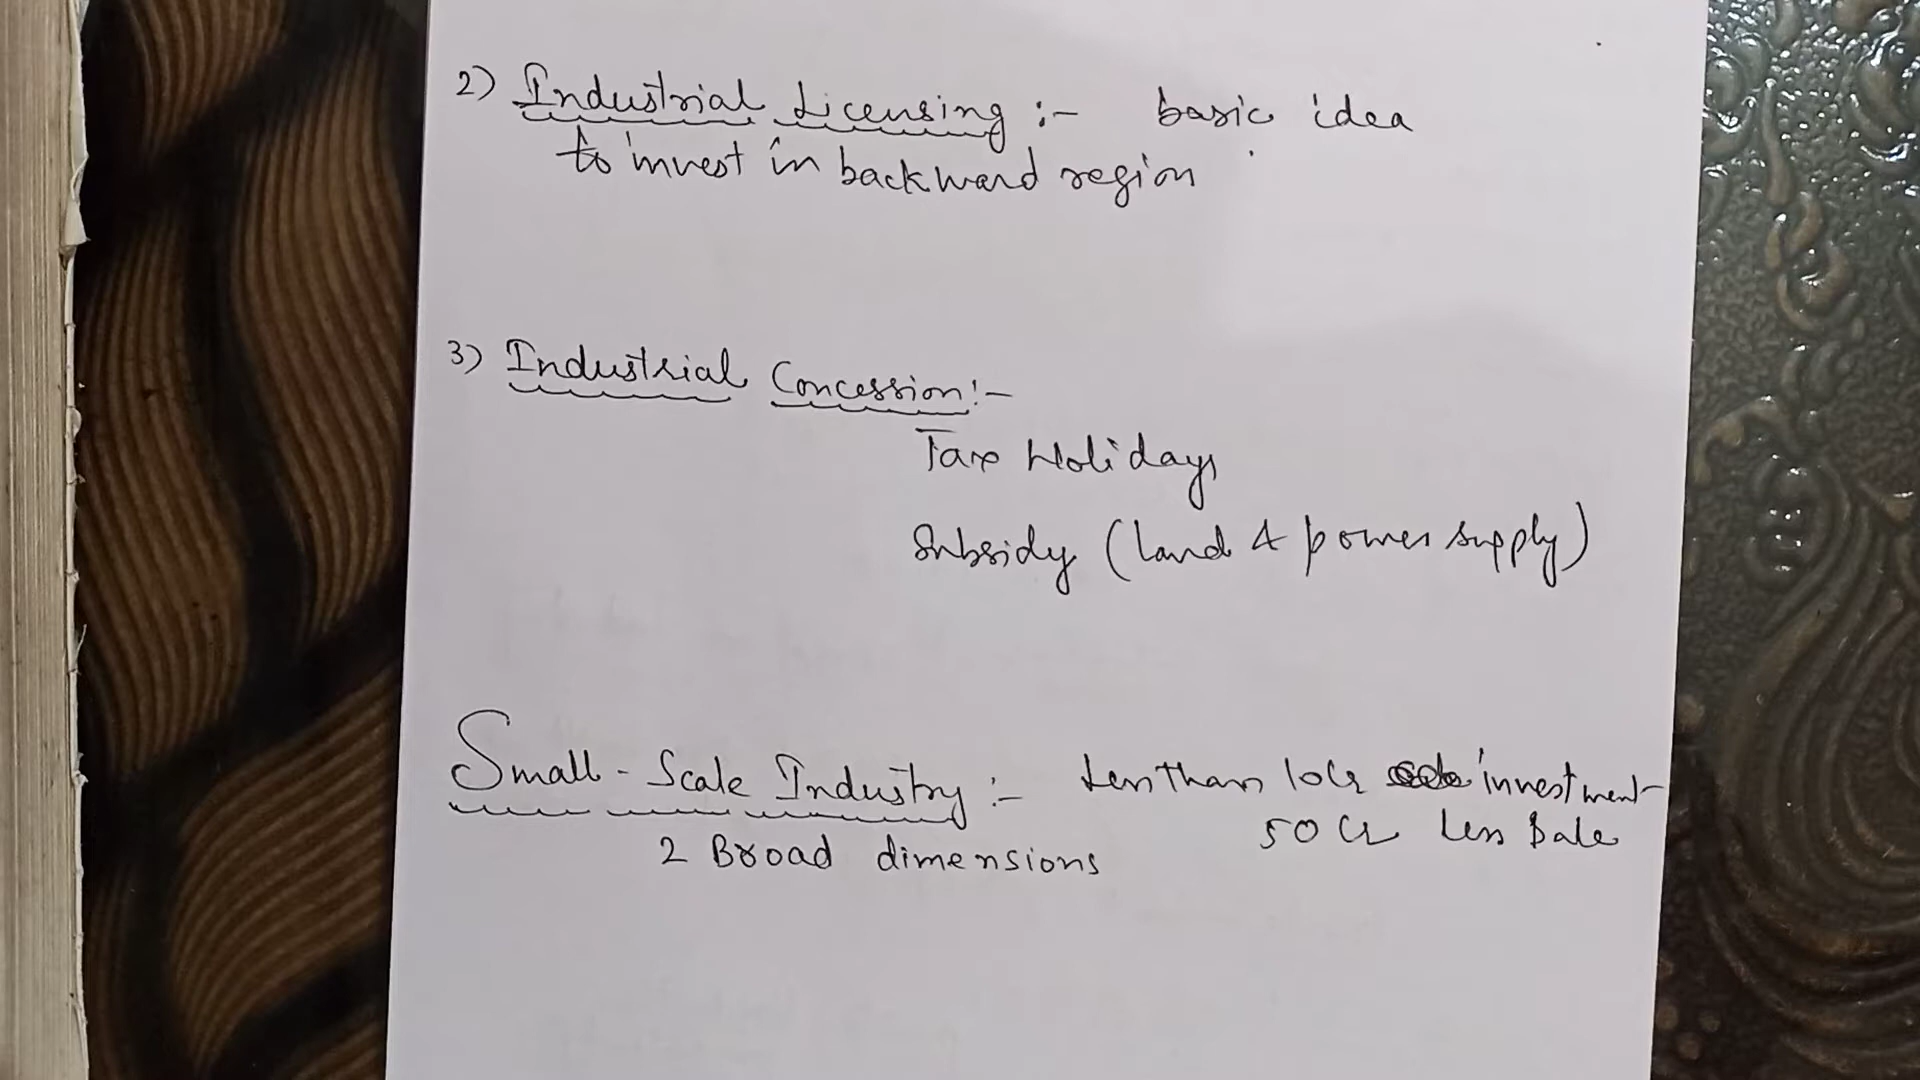 2) Industrial Licensing :- basic idea
to invest in backward region
3) Industrial Concession:-
Tax Holidays
Subsidy (land & power supply)
Small-Scale Industry :- Less than 10 Cr investment
50 Cr less Sale
2 Broad dimensions